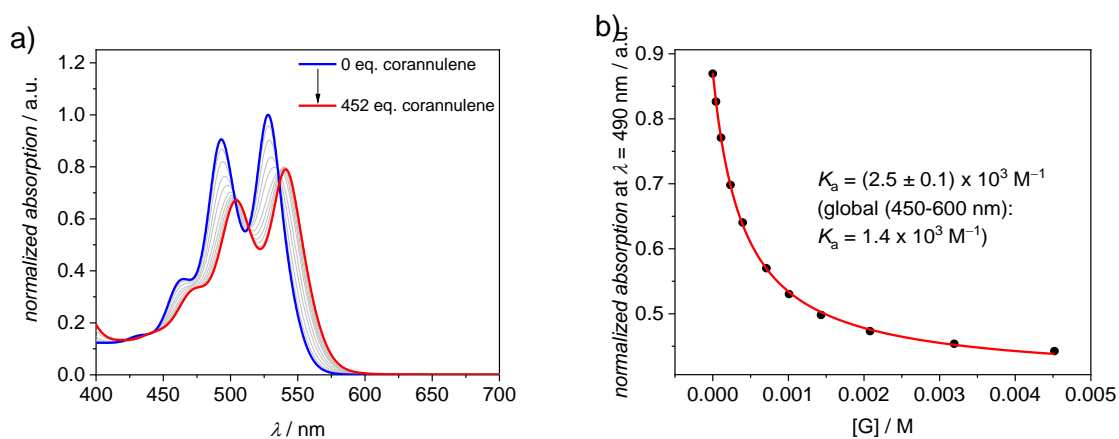 a)
normalized absorption / a.u.
1.2
1.0
0.8
0.6
0.4
0.2
0.0
0 eq. corannulene
452 eq. corannulene
400 450 500 550 600 650 700
λ / nm
b)
normalized absorption at λ = 490 nm / a.u.
0.9
0.8
0.7
0.6
0.5
Kₐ = (2.5 ± 0.1) x 10³ M⁻¹
(global (450-600 nm):
Kₐ = 1.4 x 10³ M⁻¹)
0.000 0.001 0.002 0.003 0.004 0.005
[G] / M